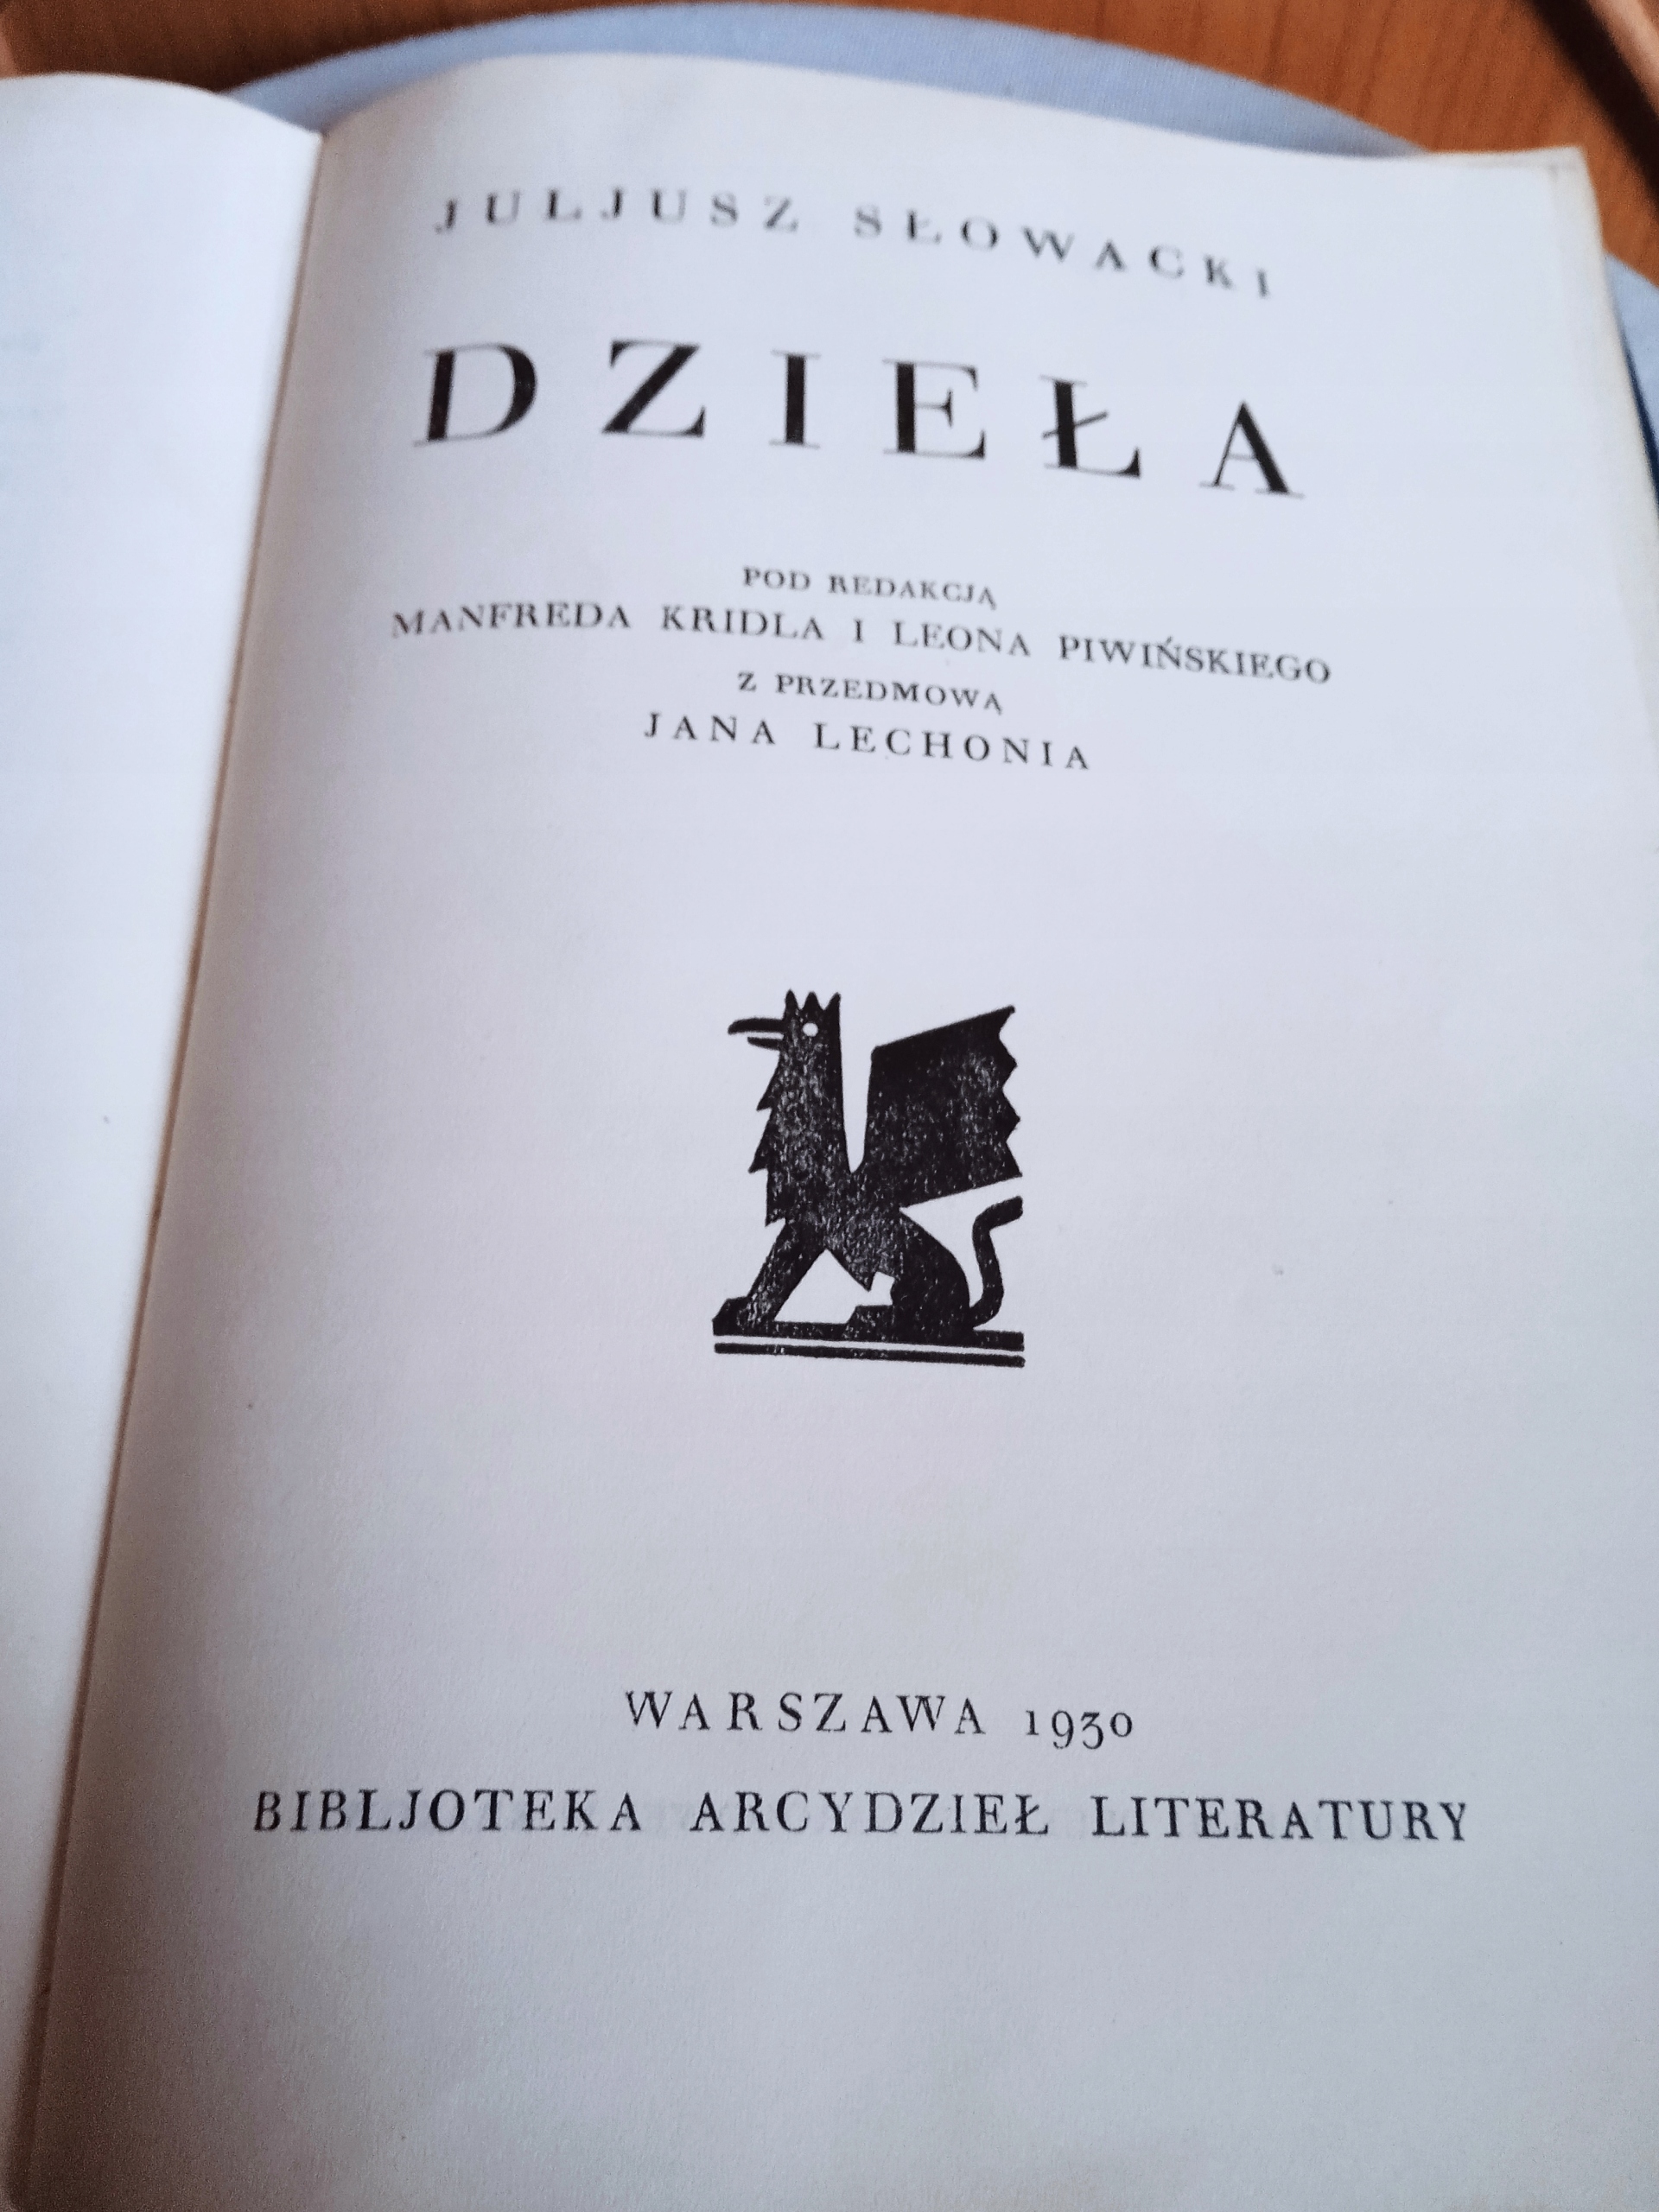 JULJUSZ SŁOWACKI
DZIEŁA
POD REDAKCJĄ
MANFREDA KRIDLA I LEONA PIWIŃSKIEGO
Z PRZEDMOWĄ
JANA LECHONIA
WARSZAWA 1930
BIBLJOTEKA ARCYDZIEŁ LITERATURY